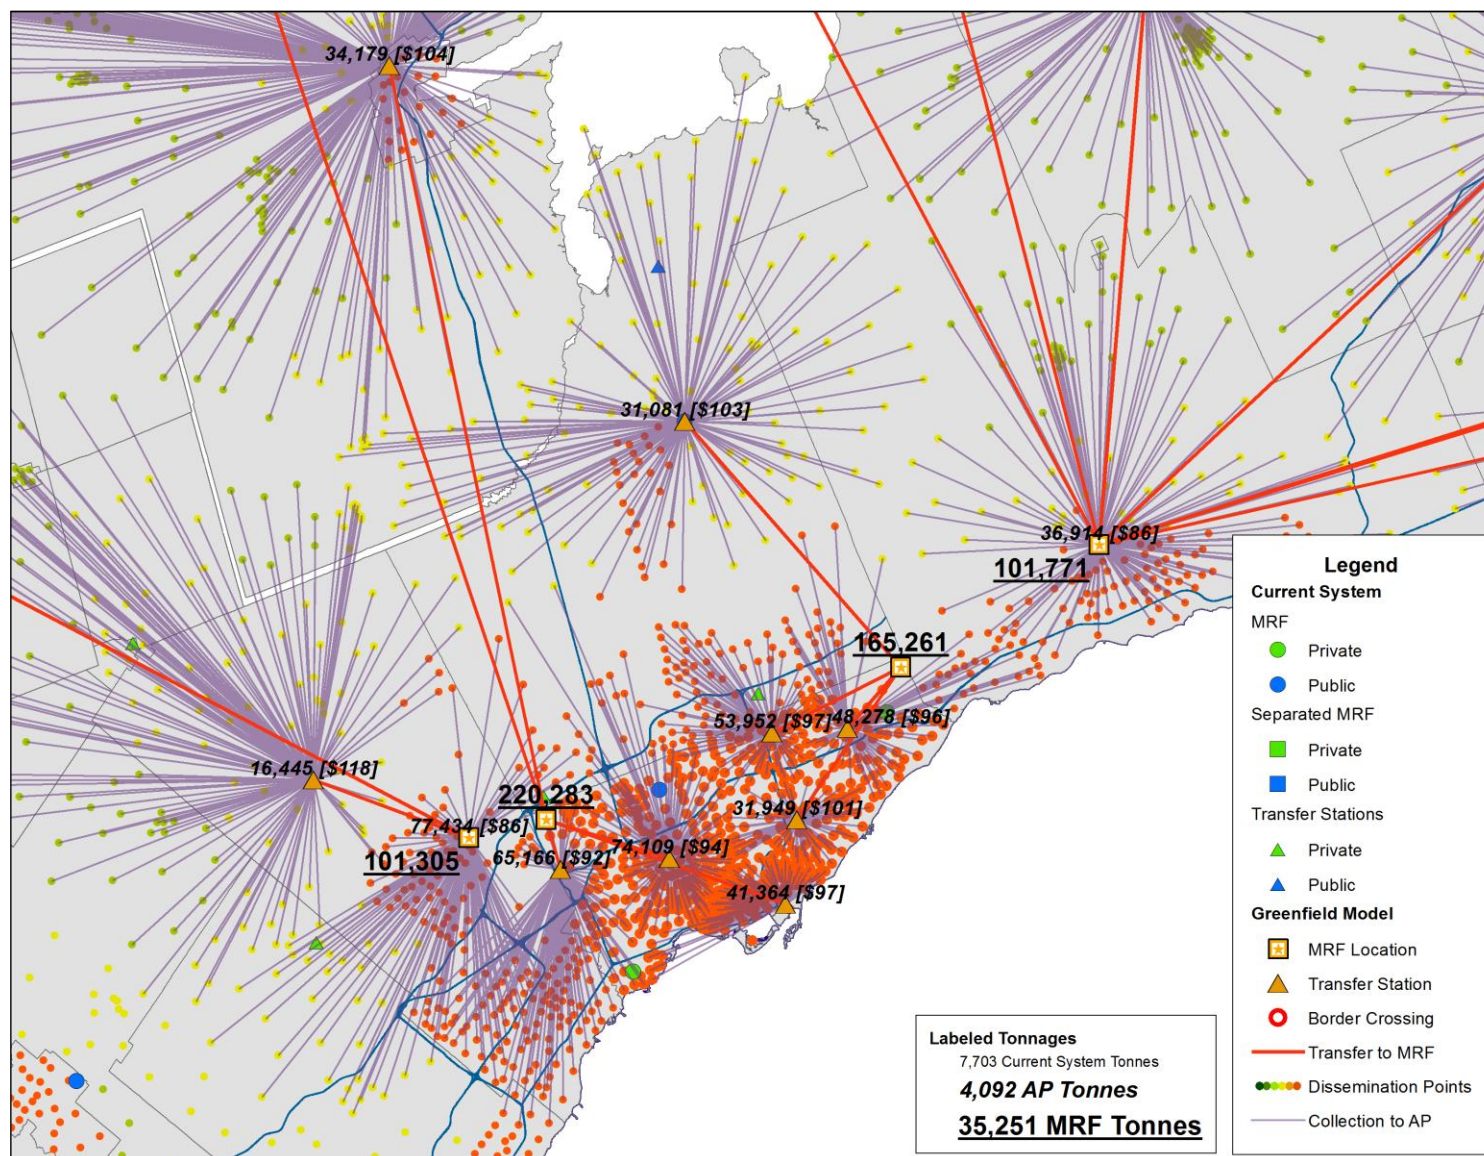 34,179 [$104]
31,081 [$103]
36,914 [$86]
101,771
165,261
53,952 [$97]
48,278 [$96]
16,445 [$118]
220,283
77,434 [$86]
31,949 [$101]
101,305
65,166 [$92]
74,109 [$94]
41,364 [$97]
Labeled Tonnages
7,703 Current System Tonnes
4,092 AP Tonnes
35,251 MRF Tonnes
Legend
Current System
MRF
Private
Public
Separated MRF
Private
Public
Transfer Stations
Private
Public
Greenfield Model
MRF Location
Transfer Station
Border Crossing
Transfer to MRF
Dissemination Points
Collection to AP